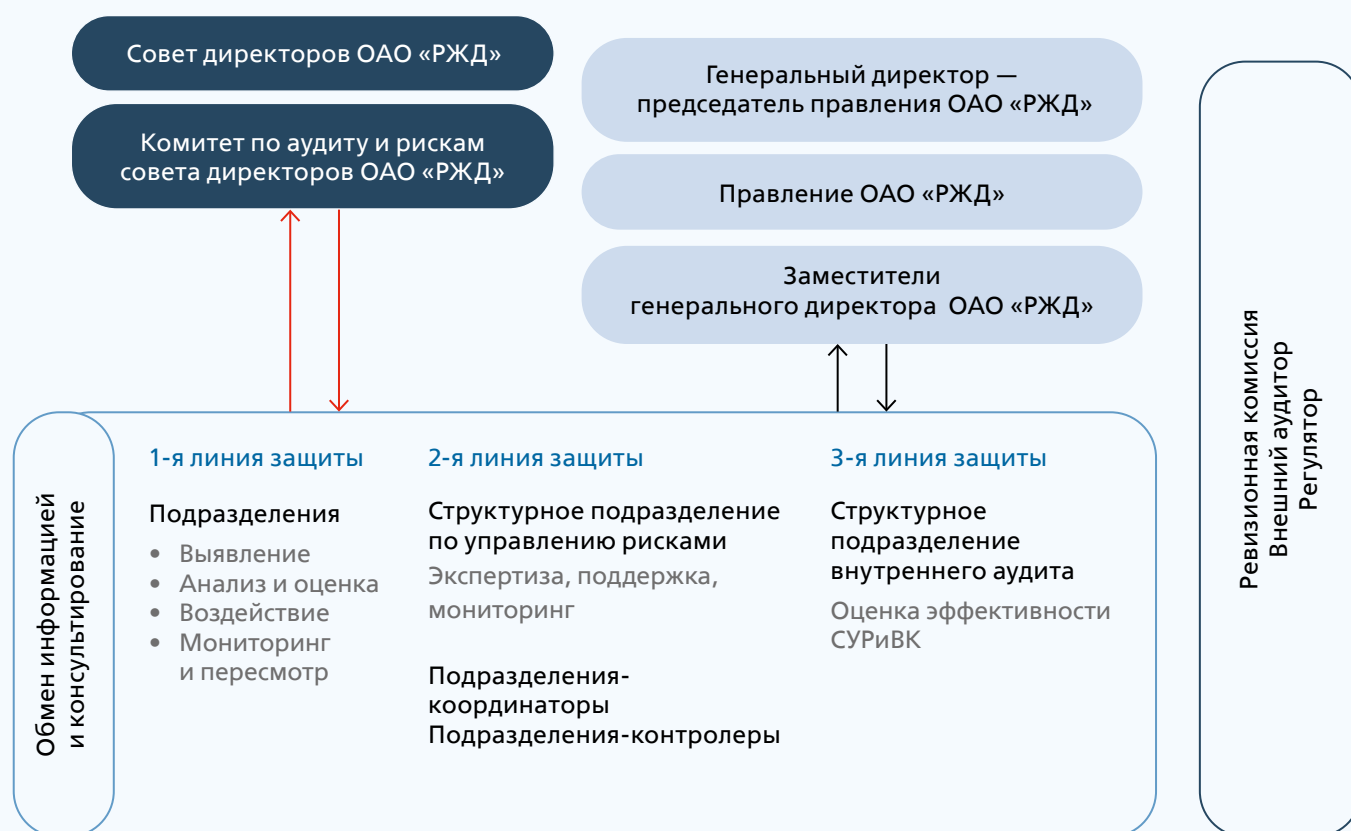 Совет директоров ОАО «РЖД»
Комитет по аудиту и рискам
совета директоров ОАО «РЖД»
Генеральный директор —
председатель правления ОАО «РЖД»
Правление ОАО «РЖД»
Заместители
генерального директора ОАО «РЖД»
Обмен информацией
и консультирование
1-я линия защиты
Подразделения
• Выявление
• Анализ и оценка
• Воздействие
• Мониторинг
и пересмотр
2-я линия защиты
Структурное подразделение
по управлению рисками
Экспертиза, поддержка,
мониторинг
Подразделения-
координаторы
Подразделения-контролеры
3-я линия защиты
Структурное
подразделение
внутреннего аудита
Оценка эффективности
СУРиВК
Ревизионная комиссия
Внешний аудитор
Регулятор